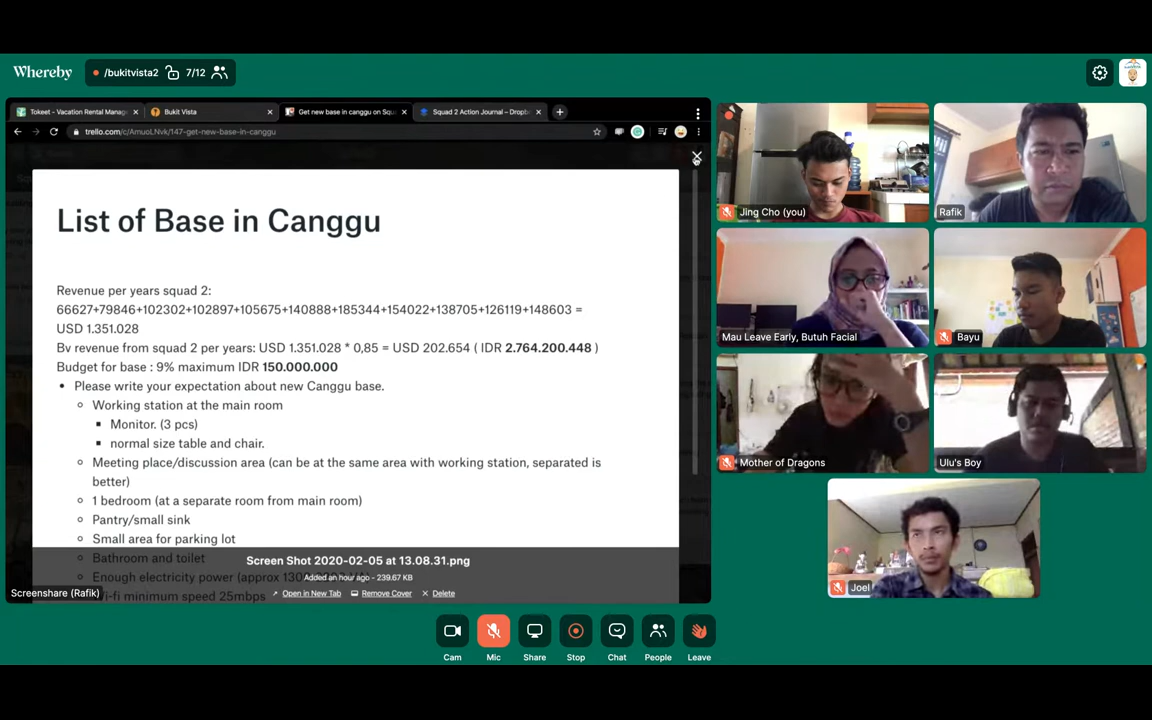 Whereby
/bukitvista2 7/12
Tokeet - Vacation Rental Manag
Bukit Vista
Get new base in canggu on Squ
Squad 2 Action Journal – Dropb
trello.com/c/AmuoLNvk/147-get-new-base-in-canggu
List of Base in Canggu
Revenue per years squad 2:
66627+79846+102302+102897+105675+140888+185344+154022+138705+126119+148603 =
USD 1.351.028
Bv revenue from squad 2 per years: USD 1.351.028 * 0,85 = USD 202.654 ( IDR 2.764.200.448 )
Budget for base : 9% maximum IDR 150.000.000
• Please write your expectation about new Canggu base.
Working station at the main room
Monitor. (3 pcs)
normal size table and chair.
Meeting place/discussion area (can be at the same area with working station, separated is
better)
1 bedroom (at a separate room from main room)
Pantry/small sink
Small area for parking lot
Bathroom and toilet
Enough electricity power (approx
Wi-fi minimum speed 25mbps
Screen Shot 2020-02-05 at 13.08.31.png
Added an hour ago - 239.67 KB
Open in New Tab Remove Cover Delete
Screenshare (Rafik)
Jing Cho (you)
Rafik
Mau Leave Early, Butuh Facial
Bayu
Mother of Dragons
Ulu's Boy
Joel
Cam Mic Share Stop Chat People Leave